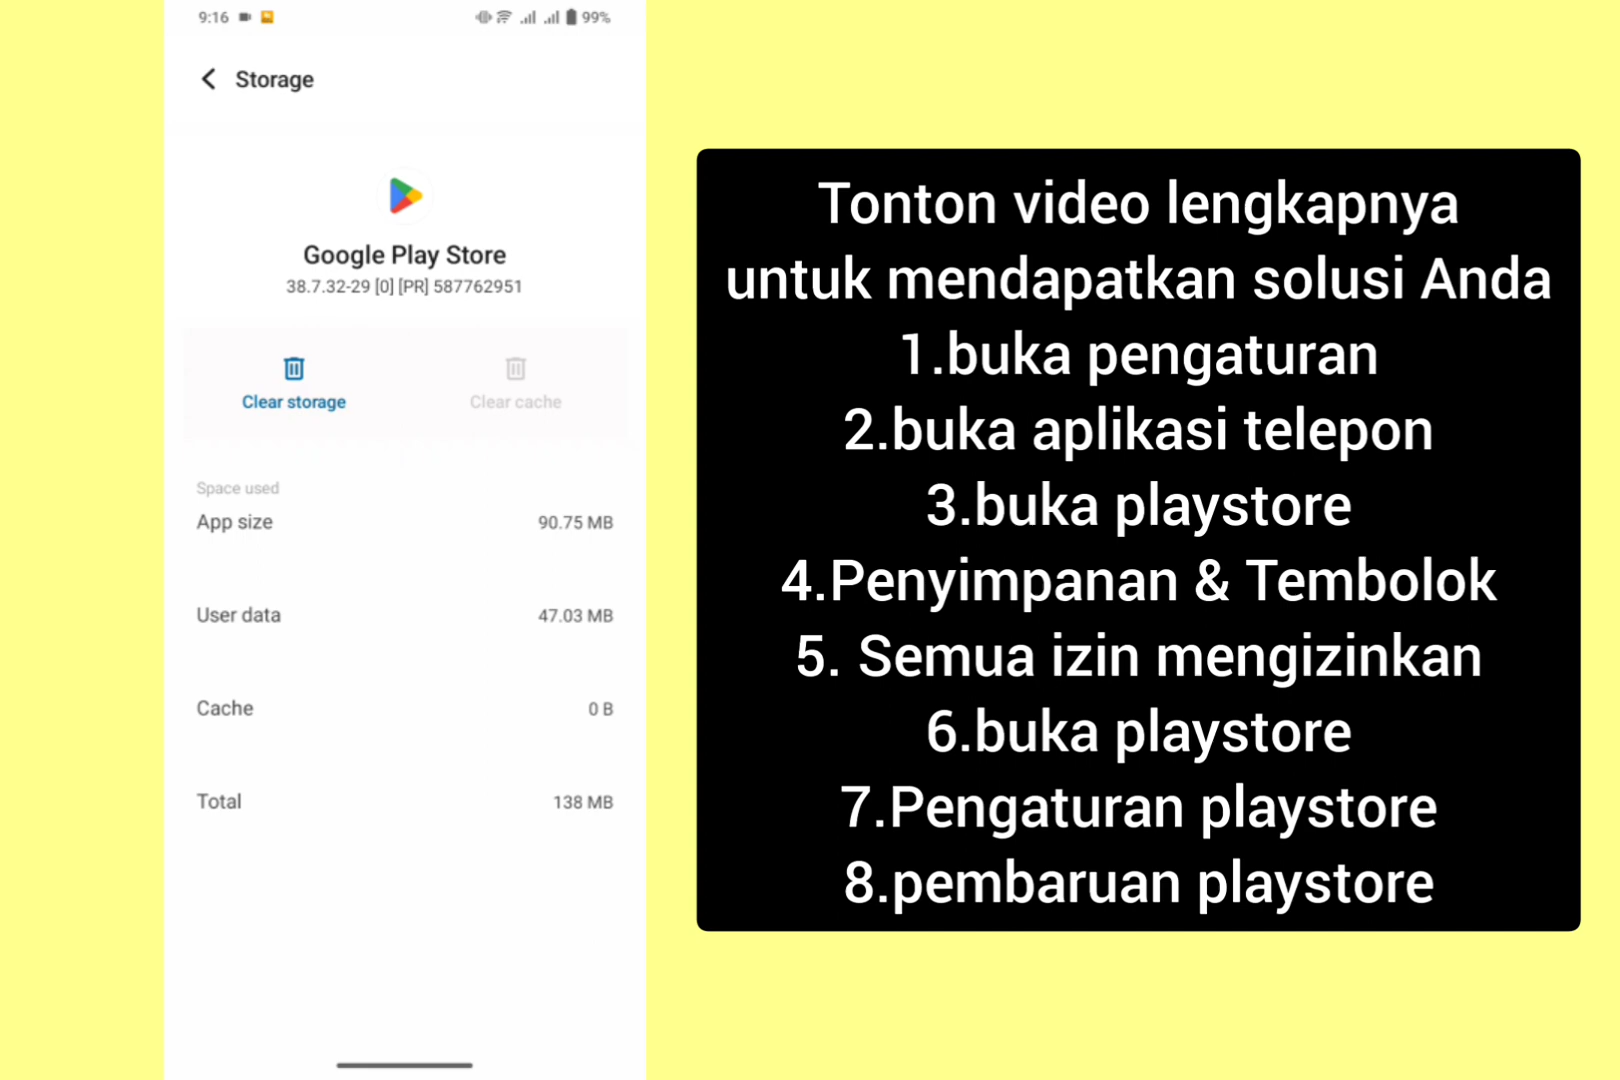 9:16
99%
Storage
Google Play Store
38.7.32-29 [0] [PR] 587762951
Clear storage
Clear cache
Space used
App size 90.75 MB
User data 47.03 MB
Cache 0 B
Total 138 MB
Tonton video lengkapnya
untuk mendapatkan solusi Anda
1.buka pengaturan
2.buka aplikasi telepon
3.buka playstore
4.Penyimpanan & Tembolok
5. Semua izin mengizinkan
6.buka playstore
7.Pengaturan playstore
8.pembaruan playstore